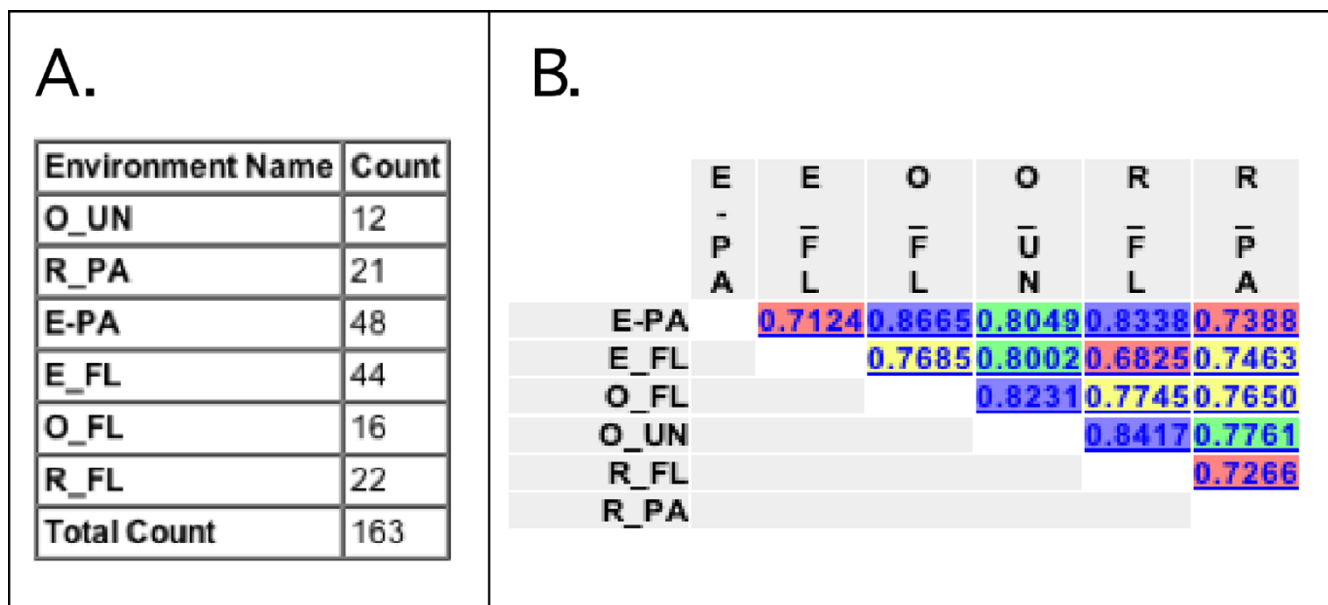 A.
Environment Name Count
O_UN 12
R_PA 21
E-PA 48
E_FL 44
O_FL 16
R_FL 22
Total Count 163
B.
E-PA E_FL O_FL O_UN R_FL R_PA
E-PA 0.7124 0.8665 0.8049 0.8338 0.7388
E_FL 0.7685 0.8002 0.6825 0.7463
O_FL 0.8231 0.7745 0.7650
O_UN 0.8417 0.7761
R_FL 0.7266
R_PA